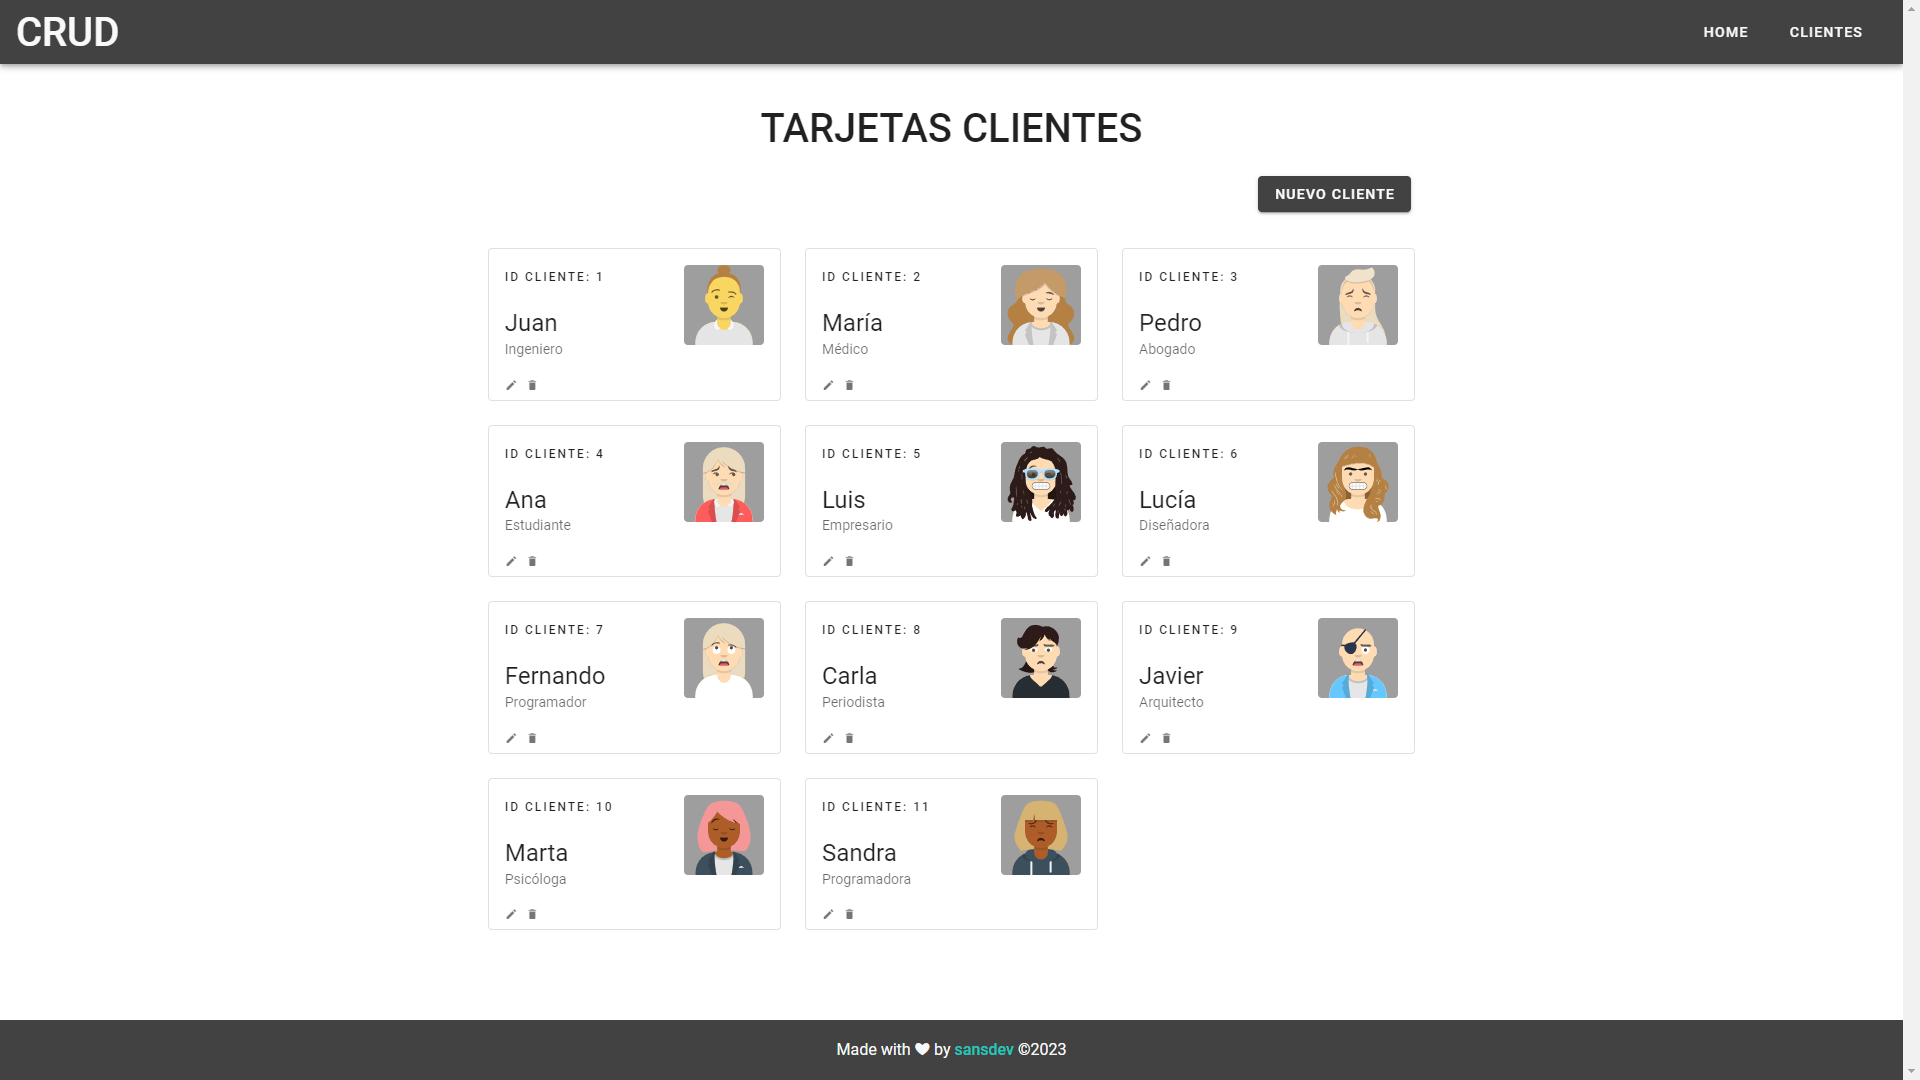 CRUD
HOME
CLIENTES
TARJETAS CLIENTES
NUEVO CLIENTE
ID CLIENTE: 1
Juan
Ingeniero
ID CLIENTE: 2
María
Médico
ID CLIENTE: 3
Pedro
Abogado
ID CLIENTE: 4
Ana
Estudiante
ID CLIENTE: 5
Luis
Empresario
ID CLIENTE: 6
Lucía
Diseñadora
ID CLIENTE: 7
Fernando
Programador
ID CLIENTE: 8
Carla
Periodista
ID CLIENTE: 9
Javier
Arquitecto
ID CLIENTE: 10
Marta
Psicóloga
ID CLIENTE: 11
Sandra
Programadora
Made with ♥ by sansdev ©2023